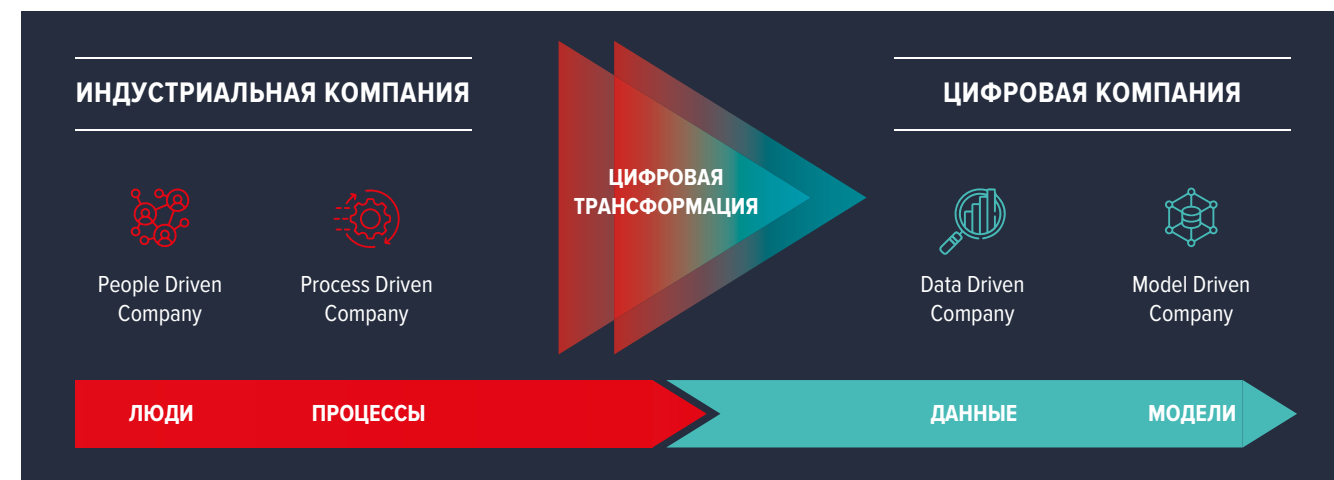 ИНДУСТРИАЛЬНАЯ КОМПАНИЯ
ЦИФРОВАЯ КОМПАНИЯ
ЦИФРОВАЯ
ТРАНСФОРМАЦИЯ
People Driven
Company
Process Driven
Company
Data Driven
Company
Model Driven
Company
ЛЮДИ
ПРОЦЕССЫ
ДАННЫЕ
МОДЕЛИ